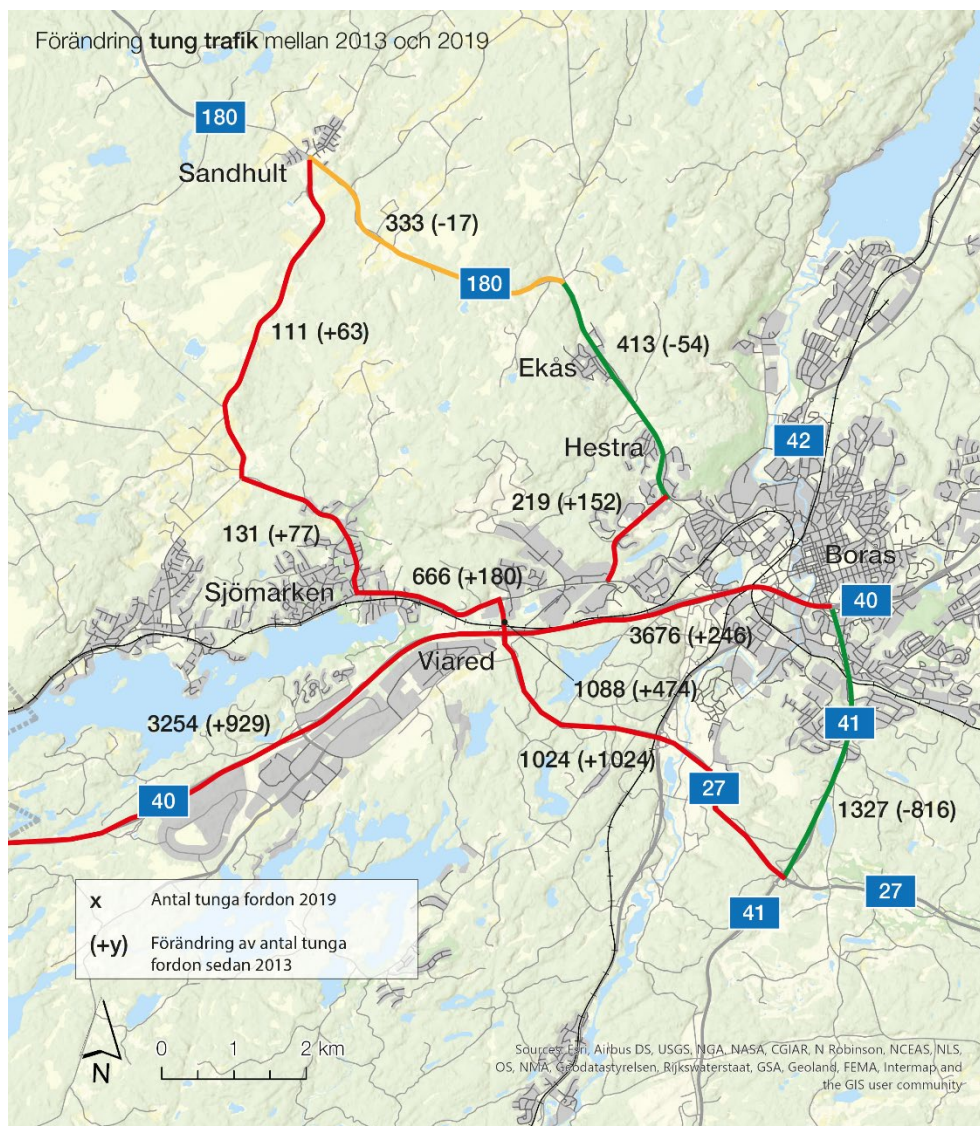 Förändring tung trafik mellan 2013 och 2019
180
Sandhult
333 (-17)
180
111 (+63)
413 (-54)
Ekås
42
Hestra
219 (+152)
131 (+77)
Borås
666 (+180)
Sjömarken
40
3676 (+246)
Viared
1088 (+474)
3254 (+929)
41
1024 (+1024)
27
40
1327 (-816)
x Antal tunga fordon 2019
27
41
(+y) Förändring av antal tunga
fordon sedan 2013
0 1 2 km
N
Sources: Esri, Airbus DS, USGS, NGA, NASA, CGIAR, N Robinson, NCEAS, NLS,
OS, NMA, Geodatastyrelsen, Rijkswaterstaat, GSA, Geoland, FEMA, Intermap and
the GIS user community